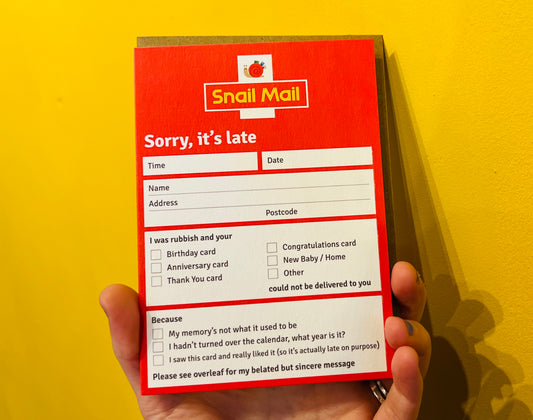 Snail Mail
Sorry, it's late
Time
Date
Name
Address
Postcode
I was rubbish and your
Birthday card
Anniversary card
Thank You card
Congratulations card
New Baby / Home
Other
could not be delivered to you
Because
My memory's not what it used to be
I hadn't turned over the calendar, what year is it?
I saw this card and really liked it (so it's actually late on purpose)
Please see overleaf for my belated but sincere message